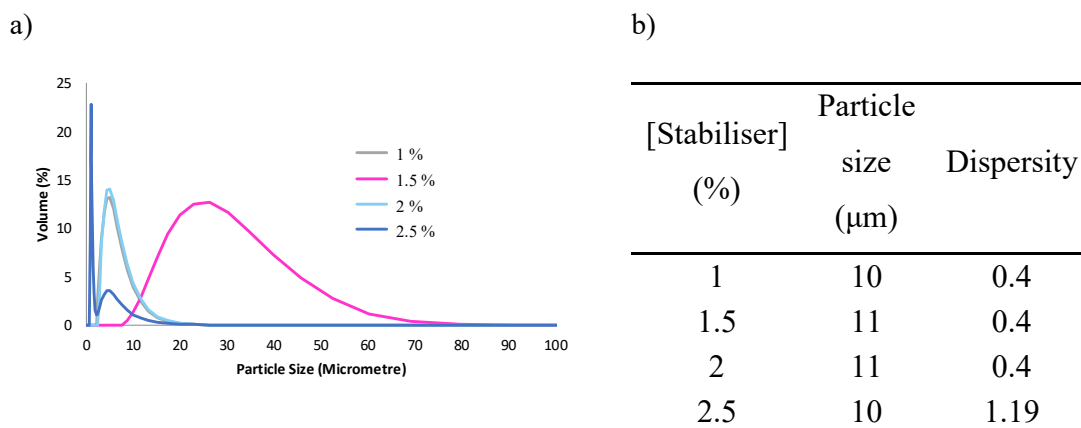 a)
b)
25
20
15
10
5
0
Volume (%)
0 10 20 30 40 50 60 70 80 90 100
Particle Size (Micrometre)
1 %
1.5 %
2 %
2.5 %
[Stabiliser]
(%)
Particle
size
(μm)
Dispersity
1 10 0.4
1.5 11 0.4
2 11 0.4
2.5 10 1.19